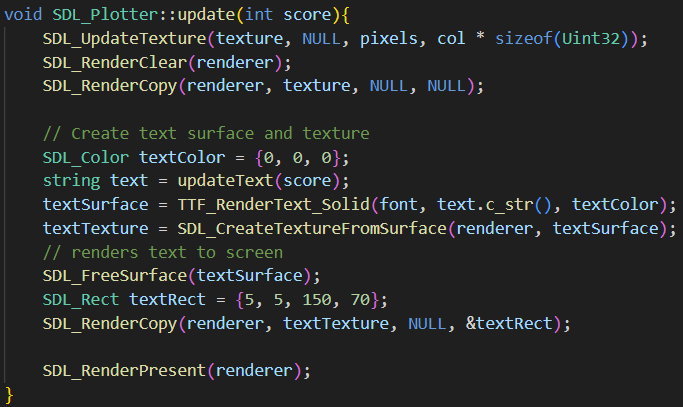 void SDL_Plotter::update(int score){
    SDL_UpdateTexture(texture, NULL, pixels, col * sizeof(Uint32));
    SDL_RenderClear(renderer);
    SDL_RenderCopy(renderer, texture, NULL, NULL);

    // Create text surface and texture
    SDL_Color textColor = {0, 0, 0};
    string text = updateText(score);
    textSurface = TTF_RenderText_Solid(font, text.c_str(), textColor);
    textTexture = SDL_CreateTextureFromSurface(renderer, textSurface);
    // renders text to screen
    SDL_FreeSurface(textSurface);
    SDL_Rect textRect = {5, 5, 150, 70};
    SDL_RenderCopy(renderer, textTexture, NULL, &textRect);

    SDL_RenderPresent(renderer);
}